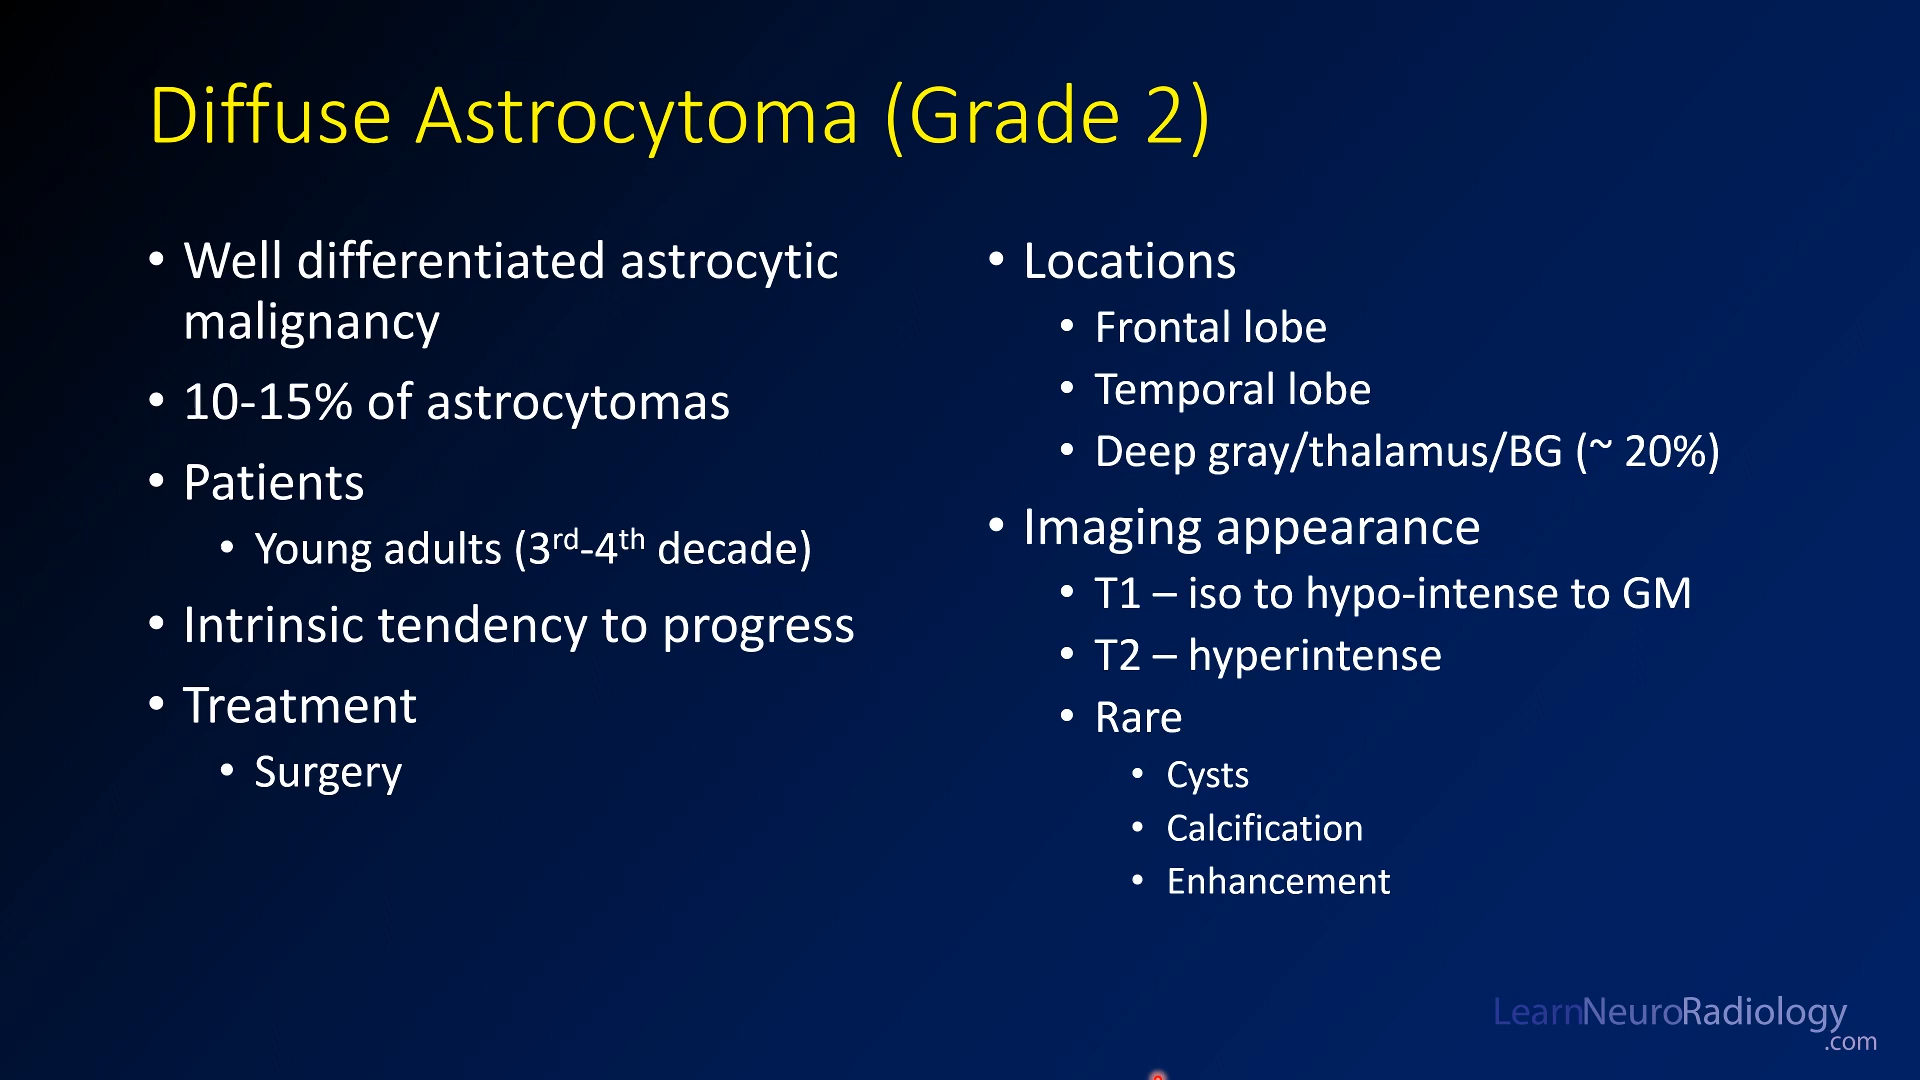 Diffuse Astrocytoma (Grade 2)
• Well differentiated astrocytic
malignancy
• 10-15% of astrocytomas
• Patients
• Young adults (3rd-4th decade)
• Intrinsic tendency to progress
• Treatment
• Surgery
• Locations
• Frontal lobe
• Temporal lobe
• Deep gray/thalamus/BG (~ 20%)
• Imaging appearance
• T1 – iso to hypo-intense to GM
• T2 – hyperintense
• Rare
• Cysts
• Calcification
• Enhancement
LearnNeuroRadiology
.com